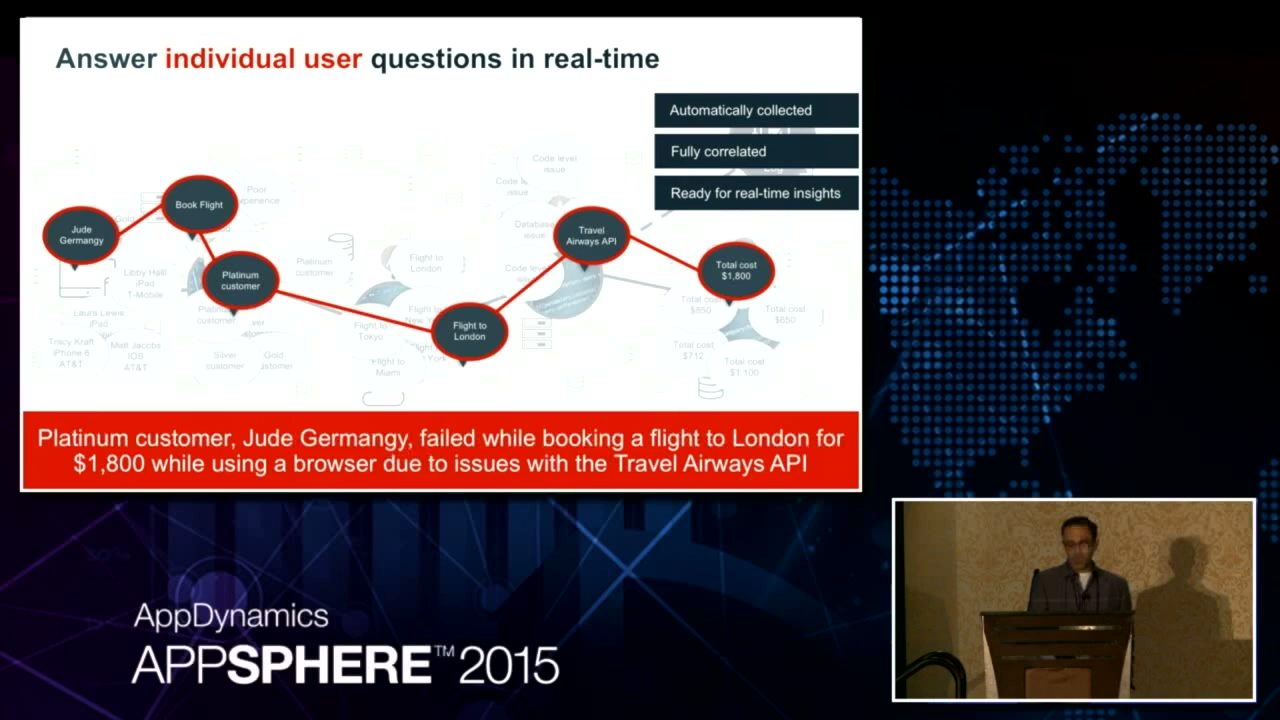 Answer individual user questions in real-time
Automatically collected
Fully correlated
Ready for real-time insights
Log
Code level
issue
issue
Poor
Book Flight
Gold
Jude
Germangy
Database
issue
Travel
Airways API
Platinum
customer
Platinum
customer
Flight to
London
Code level
Total cost
$1,800
Libby Hall
iPad
T-Mobile
Laura Lewis
iPad
Tracy Kraft
iPhone 6
AT&T
Matt Jacobs
IOS
AT&T
customer
Silver
customer
Gold
Flight to
Tokyo
Flight to
London
Flight to
Miami
$850
Total cost
$850
Total cost
$712
Total cost
$1,100
Platinum customer, Jude Germangy, failed while booking a flight to London for
$1,800 while using a browser due to issues with the Travel Airways API
AppDynamics
APPSPHERE™ 2015